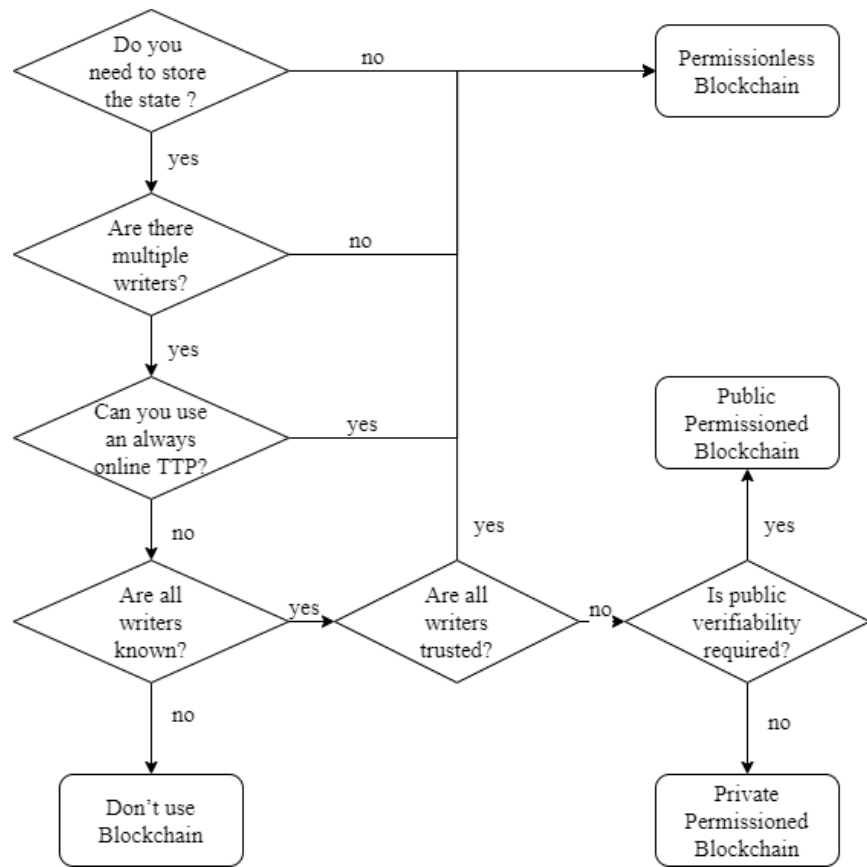 Do you
need to store
the state ?
no
Permissionless
Blockchain
yes
Are there
multiple
writers?
no
yes
Can you use
an always
online TTP?
yes
Public
Permissioned
Blockchain
no
yes
yes
Are all
writers
known?
yes
Are all
writers
trusted?
no
Is public
verifiability
required?
no
no
Don't use
Blockchain
Private
Permissioned
Blockchain